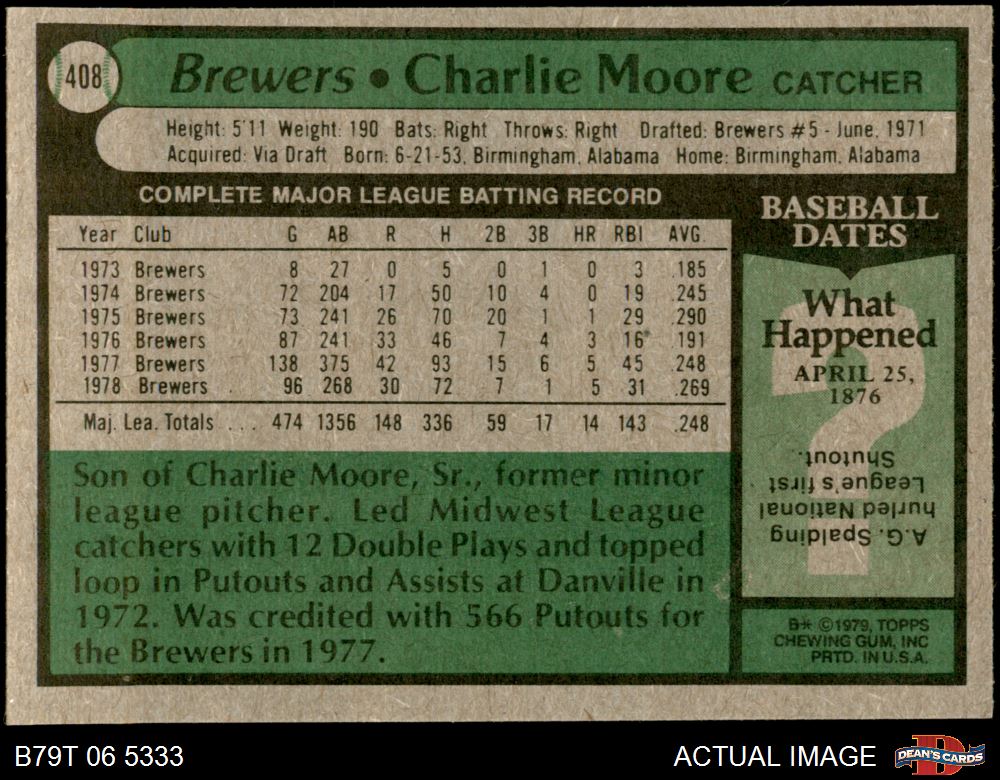 408
Brewers • Charlie Moore CATCHER
Height: 5'11 Weight: 190 Bats: Right Throws: Right Drafted: Brewers #5 - June, 1971
Acquired: Via Draft Born: 6-21-53, Birmingham, Alabama Home: Birmingham, Alabama
COMPLETE MAJOR LEAGUE BATTING RECORD
Year Club G AB R H 2B 3B HR RBI AVG.
1973 Brewers 8 27 0 5 0 1 0 3 .185
1974 Brewers 72 204 17 50 10 4 0 19 .245
1975 Brewers 73 241 26 70 20 1 1 29 .290
1976 Brewers 87 241 33 46 7 4 3 16 .191
1977 Brewers 138 375 42 93 15 6 5 45 .248
1978 Brewers . 96 268 30 72 7 1 5 31 .269
Maj. Lea. Totals . . . 474 1356 148 336 59 17 14 143 .248
Son of Charlie Moore, Sr., former minor
league pitcher. Led Midwest League
catchers with 12 Double Plays and topped
loop in Putouts and Assists at Danville in
1972. Was credited with 566 Putouts for
the Brewers in 1977.
BASEBALL
DATES
?
What
Happened
APRIL 25,
1876
A.G. Spalding
hurled National
League's first
Shutout.
B* ©1979, TOPPS
CHEWING GUM, INC
PRTD. IN U.S.A.
B79T 06 5333
ACTUAL IMAGE
D
DEAN'S CARDS